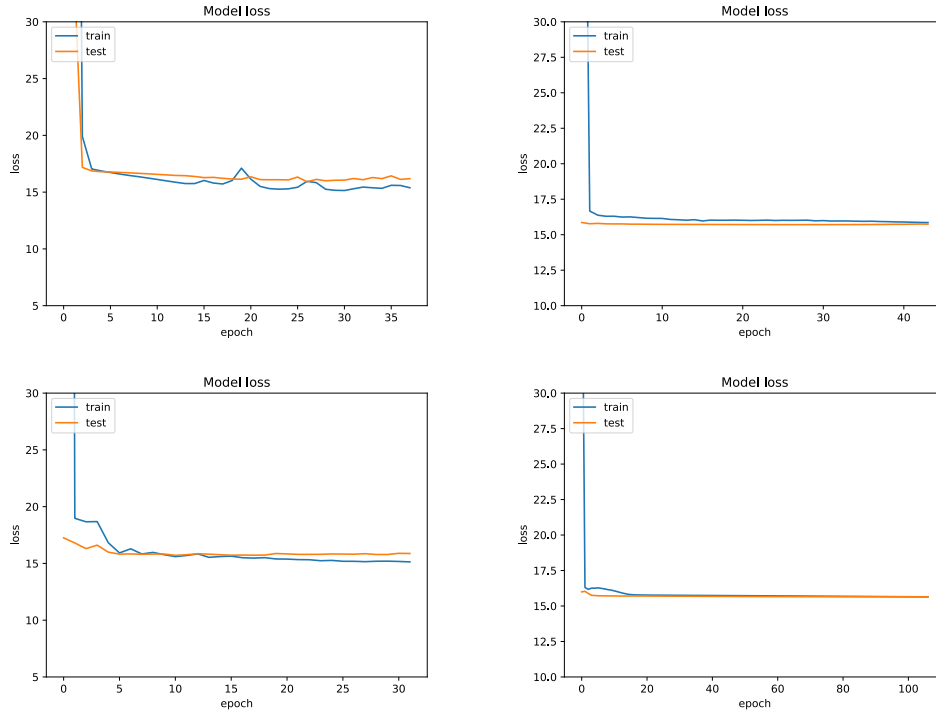 Model loss
30
25
20
15
10
5
loss
train
test
0 5 10 15 20 25 30 35
epoch
Model loss
30.0
27.5
25.0
22.5
20.0
17.5
15.0
12.5
10.0
loss
train
test
0 10 20 30 40
epoch
Model loss
30
25
20
15
10
5
loss
train
test
0 5 10 15 20 25 30
epoch
Model loss
30.0
27.5
25.0
22.5
20.0
17.5
15.0
12.5
10.0
loss
train
test
0 20 40 60 80 100
epoch